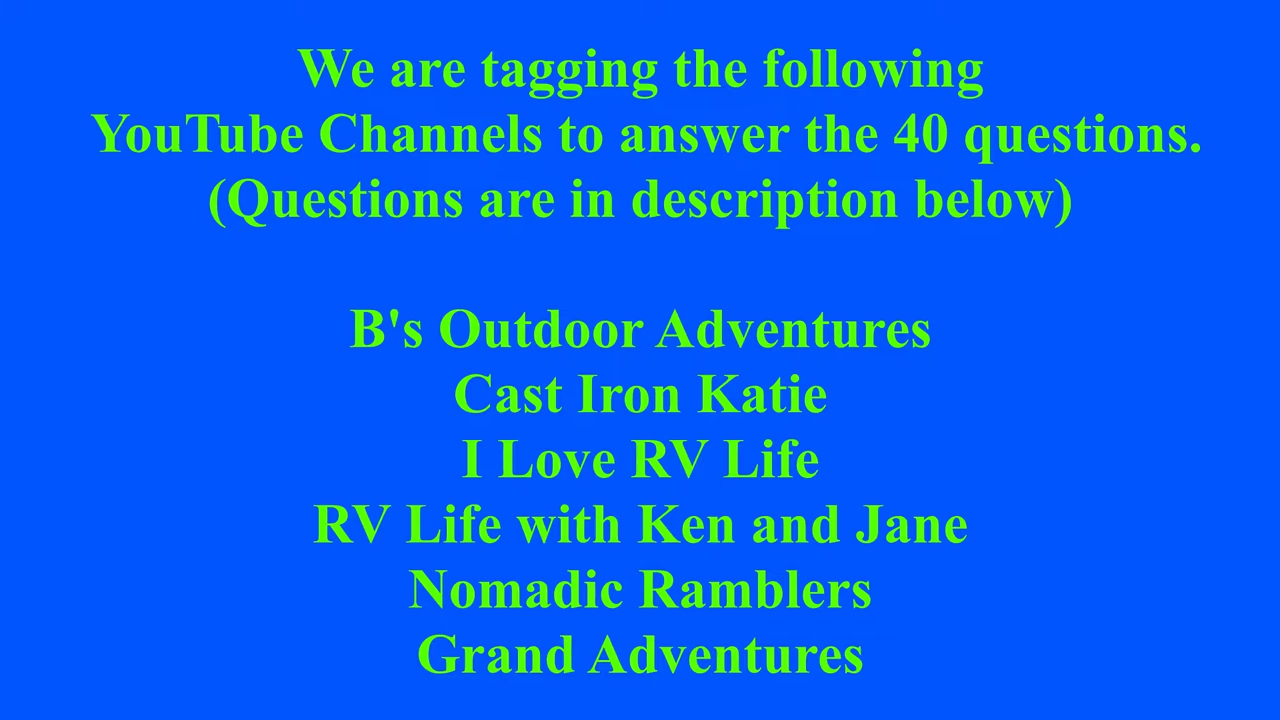 We are tagging the following
YouTube Channels to answer the 40 questions.
(Questions are in description below)
B's Outdoor Adventures
Cast Iron Katie
I Love RV Life
RV Life with Ken and Jane
Nomadic Ramblers
Grand Adventures